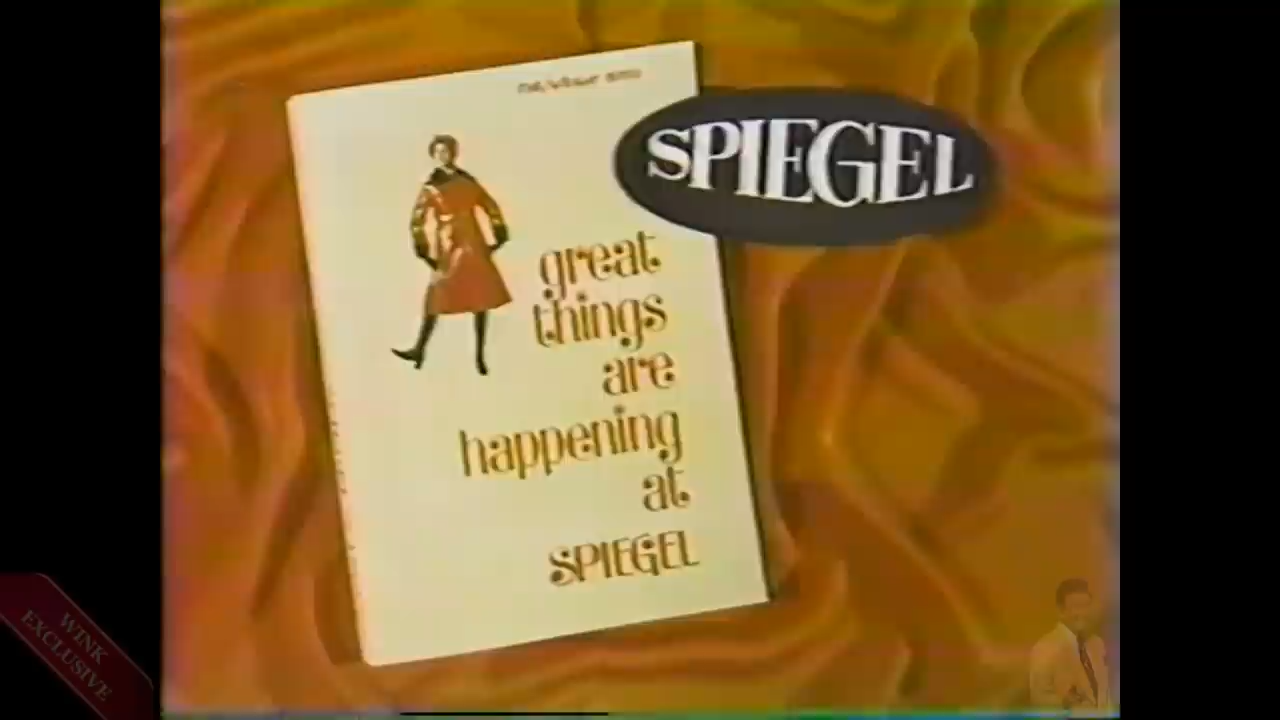 SPIEGEL
great
things
are
happening
at
SPIEGEL
WINK
EXCLUSIVE